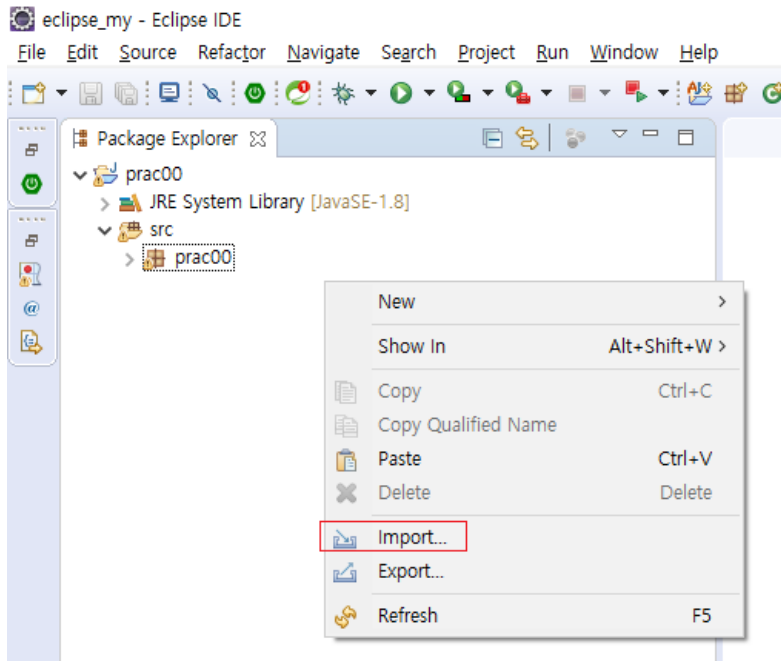 eclipse_my - Eclipse IDE
File Edit Source Refactor Navigate Search Project Run Window Help
Package Explorer
prac00
JRE System Library [JavaSE-1.8]
src
prac00
New
Show In Alt+Shift+W
Copy Ctrl+C
Copy Qualified Name
Paste Ctrl+V
Delete Delete
Import...
Export...
Refresh F5